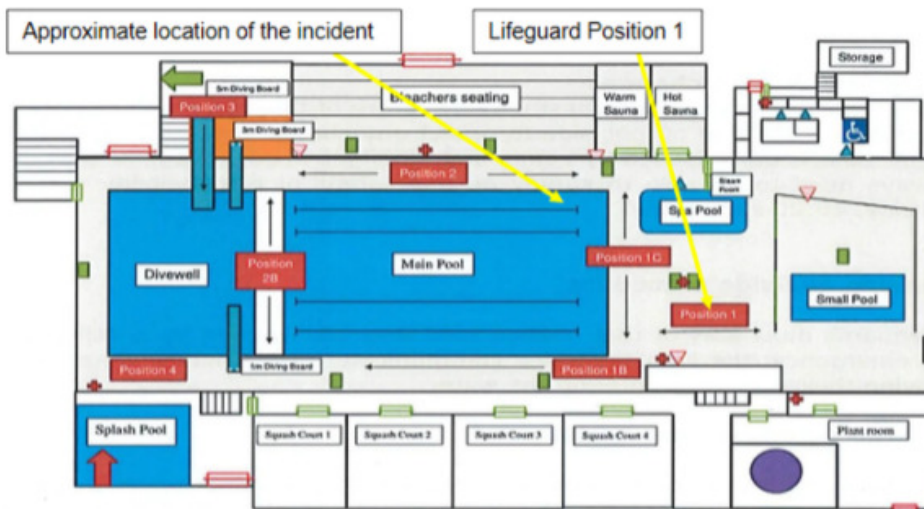 Approximate location of the incident
Lifeguard Position 1
Storage
5m Diving Board
Position 3
Bleachers seating
Warm
Sauna
Hot
Sauna
3m Diving Board
Position 2
Steam
Room
Spa Pool
Divewell
Position
2B
Main Pool
Position 1C
Small Pool
Position 1
Position 4
1m Diving Board
Position 1B
Splash Pool
Squash Court 1
Squash Court 2
Squash Court 3
Squash Court 4
Plant room